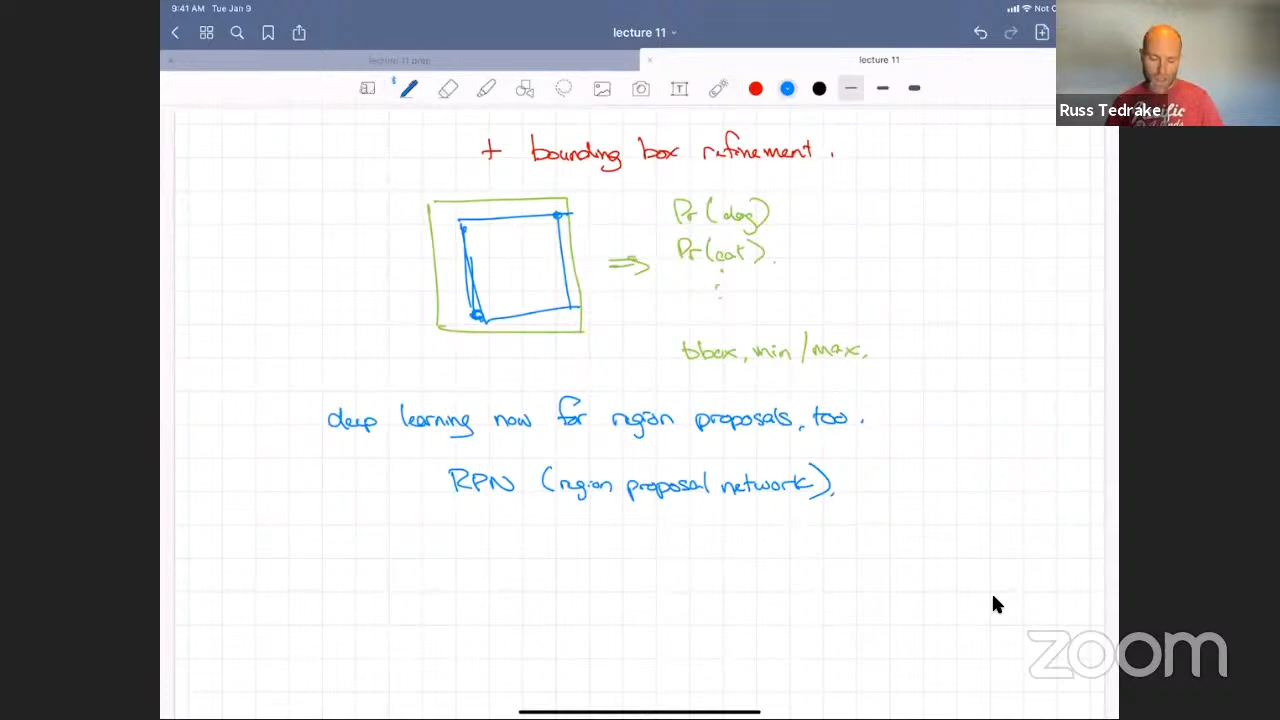 9:41 AM Tue Jan 9
lecture 11
lecture 11 prep
lecture 11
Russ Tedrake
+ bounding box refinement.
Pr(dog)
Pr(cat).
bbox, min/max.
deep learning now for region proposals, too.
RPN (region proposal network).
zoom